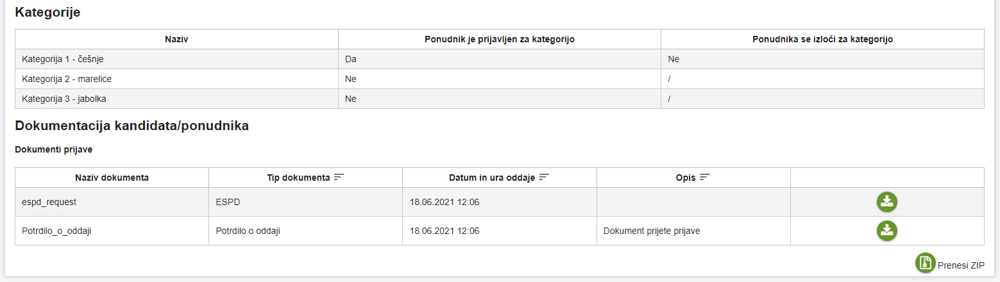 Kategorije
Naziv Ponudnik je prijavljen za kategorijo Ponudnika se izloči za kategorijo
Kategorija 1 - češnje Da Ne
Kategorija 2 - marelice Ne /
Kategorija 3 - jabolka Ne /
Dokumentacija kandidata/ponudnika
Dokumenti prijave
Naziv dokumenta Tip dokumenta Datum in ura oddaje Opis
espd_request ESPD 18.06.2021 12:06
Potrdilo_o_oddaji Potrdilo o oddaji 18.06.2021 12:06 Dokument prijete prijave
Prenesi ZIP